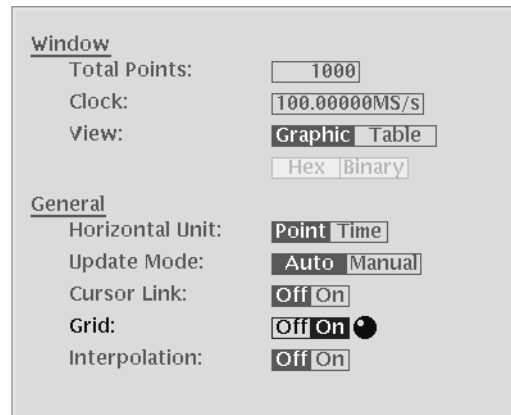 Window
Total Points: 1000
Clock: 100.00000MS/s
View: Graphic Table
Hex Binary
General
Horizontal Unit: Point Time
Update Mode: Auto Manual
Cursor Link: Off On
Grid: Off On
Interpolation: Off On